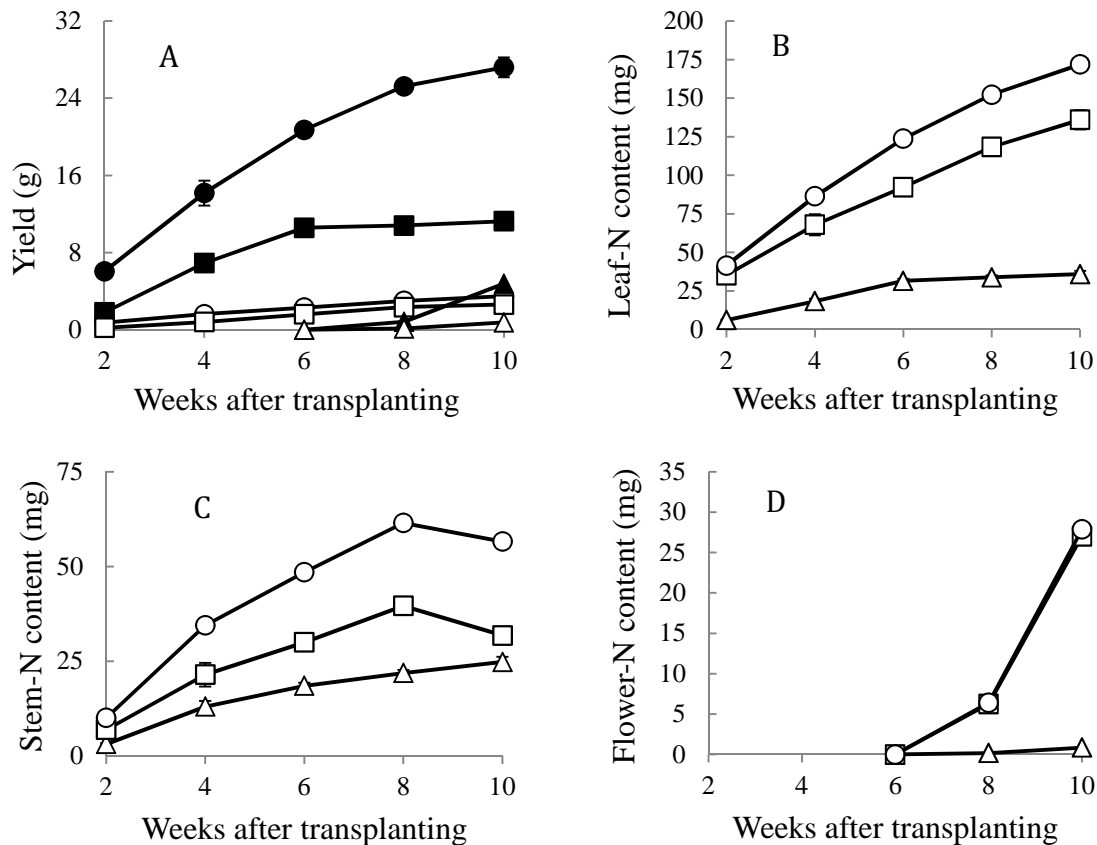 A
Yield (g)
32
24
16
8
0
2 4 6 8 10
Weeks after transplanting
B
Leaf-N content (mg)
200
175
150
125
100
75
50
25
0
2 4 6 8 10
Weeks after transplanting
C
Stem-N content (mg)
75
50
25
0
2 4 6 8 10
Weeks after transplanting
D
Flower-N content (mg)
35
30
25
20
15
10
5
0
2 4 6 8 10
Weeks after transplanting